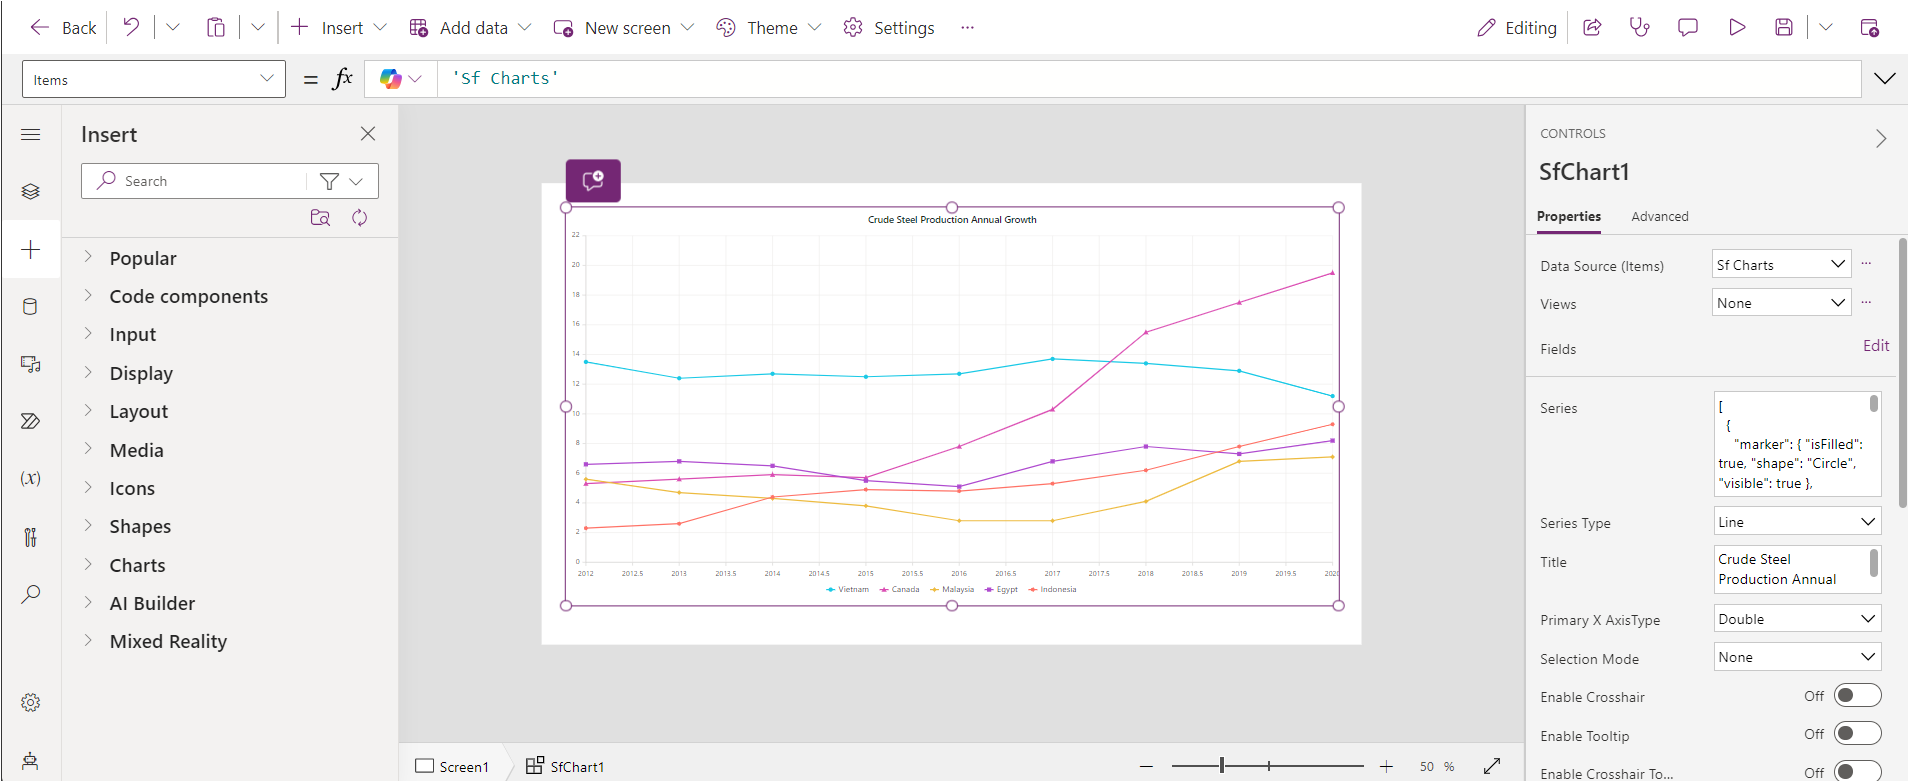 Back
Insert
Add data
New screen
Theme
Settings
...
Editing
Items
= fx
'Sf Charts'
Insert
Search
Popular
Code components
Input
Display
Layout
Media
Icons
Shapes
Charts
AI Builder
Mixed Reality
(x)
Crude Steel Production Annual Growth
22
20
18
16
14
12
10
8
6
4
2
0
2012 2012.5 2013 2013.5 2014 2014.5 2015 2015.5 2016 2016.5 2017 2017.5 2018 2018.5 2019 2019.5 2020
Vietnam Canada Malaysia Egypt Indonesia
Screen1
SfChart1
50 %
CONTROLS
SfChart1
Properties Advanced
Data Source (Items) Sf Charts ...
Views None ...
Fields Edit
Series
[
{
"marker": { "isFilled":
true, "shape": "Circle",
"visible": true },
Series Type Line
Title Crude Steel
Production Annual
Primary X AxisType Double
Selection Mode None
Enable Crosshair Off
Enable Tooltip Off
Enable Crosshair To... Off